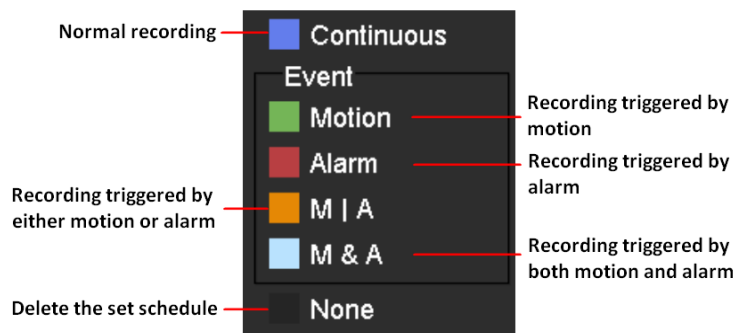 Normal recording
Continuous
Event
Motion
Recording triggered by
motion
Alarm
Recording triggered by
alarm
Recording triggered by
either motion or alarm
M | A
M & A
Recording triggered by
both motion and alarm
Delete the set schedule
None